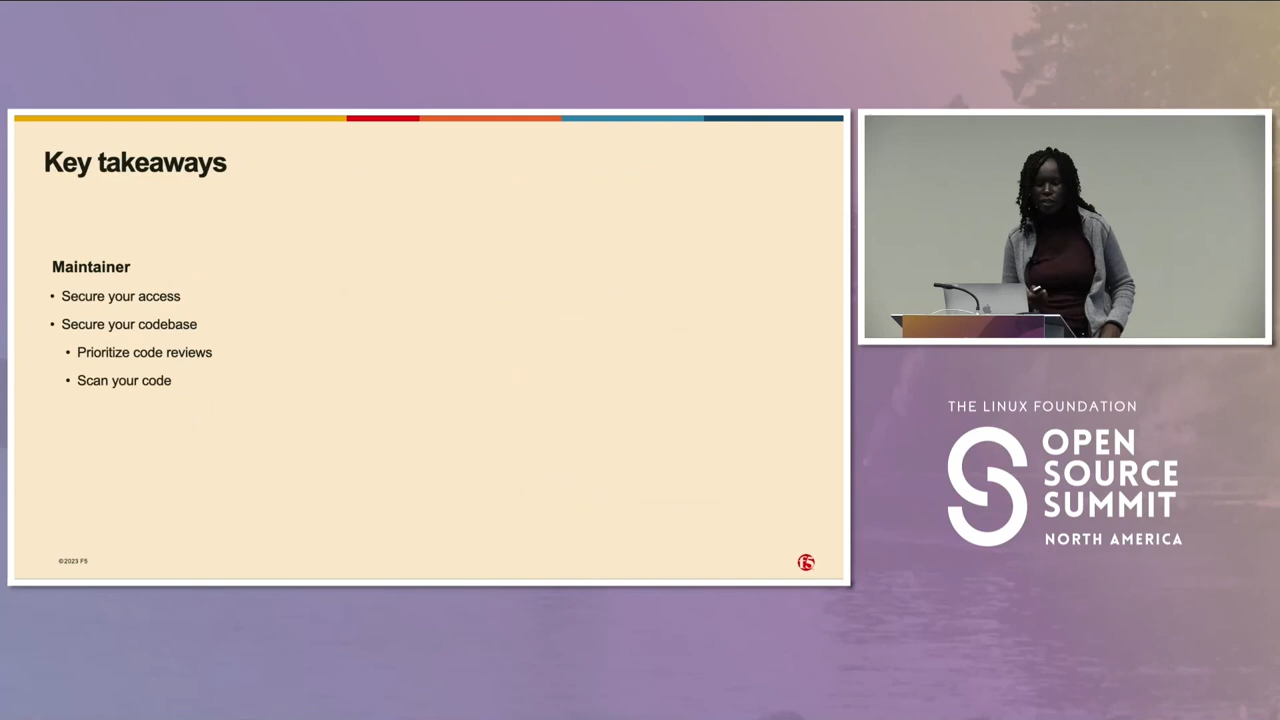 Key takeaways
Maintainer
• Secure your access
• Secure your codebase
• Prioritize code reviews
• Scan your code
©2023 F5
f5
THE LINUX FOUNDATION
OPEN
SOURCE
SUMMIT
NORTH AMERICA